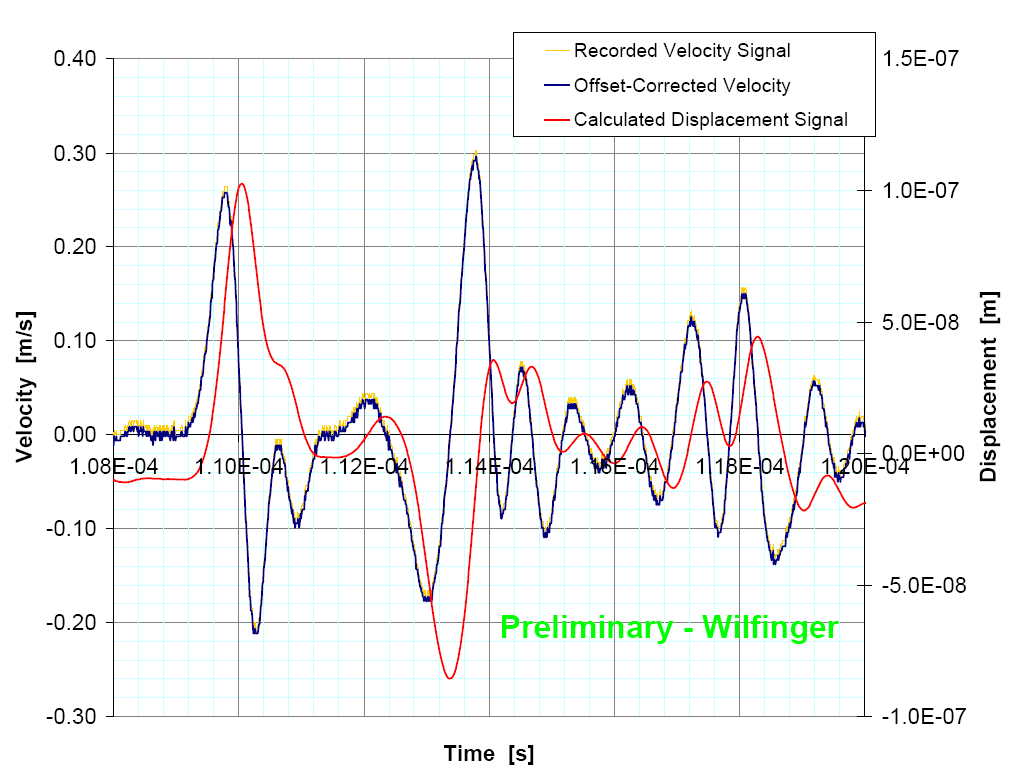 Recorded Velocity Signal
Offset-Corrected Velocity
Calculated Displacement Signal
0.40
0.30
0.20
0.10
0.00
-0.10
-0.20
-0.30
1.5E-07
1.0E-07
5.0E-08
0.0E+00
-5.0E-08
-1.0E-07
1.08E-04 1.10E-04 1.12E-04 1.14E-04 1.16E-04 1.18E-04 1.20E-04
Velocity [m/s]
Displacement [m]
Preliminary - Wilfinger
Time [s]